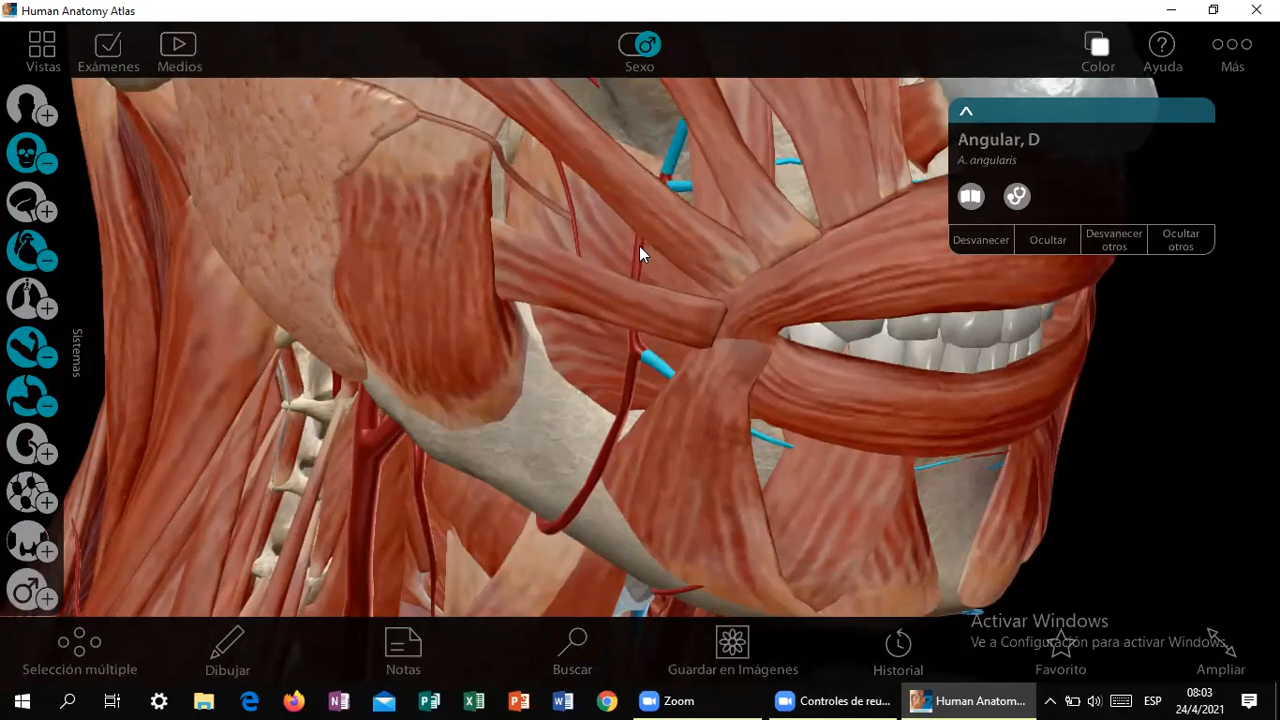 Human Anatomy Atlas
Vistas
Exámenes
Medios
Sexo
Color
Ayuda
Más
Angular, D
A. angularis
Desvanecer
Ocultar
Desvanecer otros
Ocultar otros
Sistemas
Activar Windows
Ve a Configuración para activar Windows.
Selección múltiple
Dibujar
Notas
Buscar
Guardar en Imágenes
Historial
Favorito
Ampliar
Zoom
Controles de reu...
Human Anatom...
ESP
08:03
24/4/2021